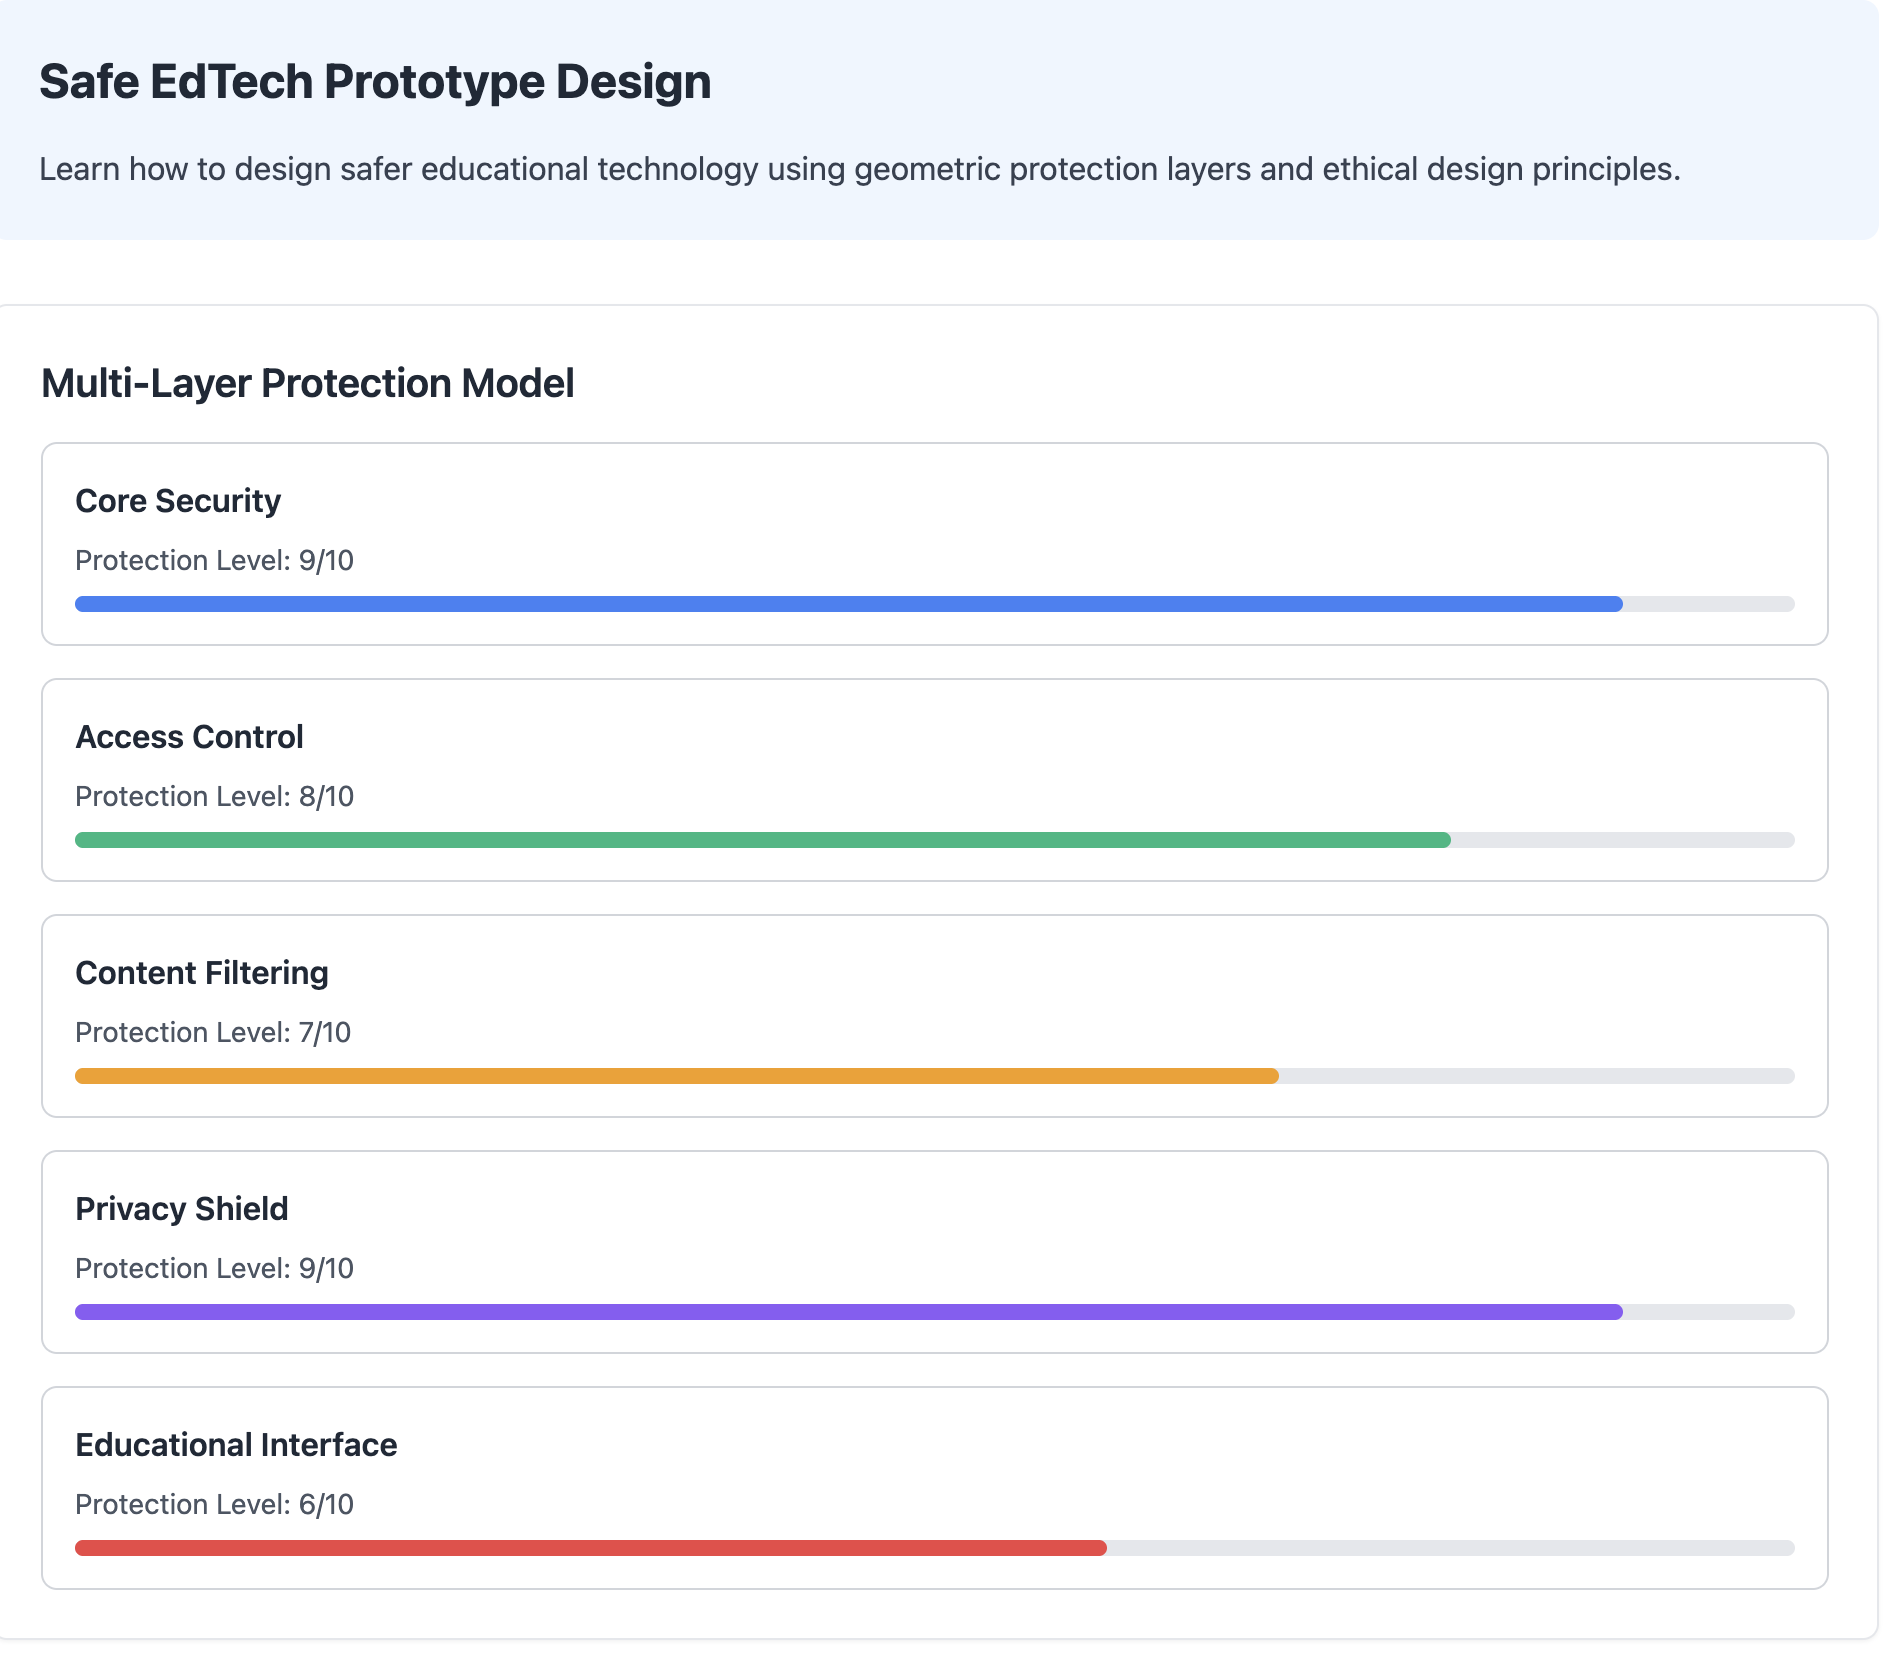 Safe EdTech Prototype Design
Learn how to design safer educational technology using geometric protection layers and ethical design principles.
Multi-Layer Protection Model
Core Security
Protection Level: 9/10
Access Control
Protection Level: 8/10
Content Filtering
Protection Level: 7/10
Privacy Shield
Protection Level: 9/10
Educational Interface
Protection Level: 6/10